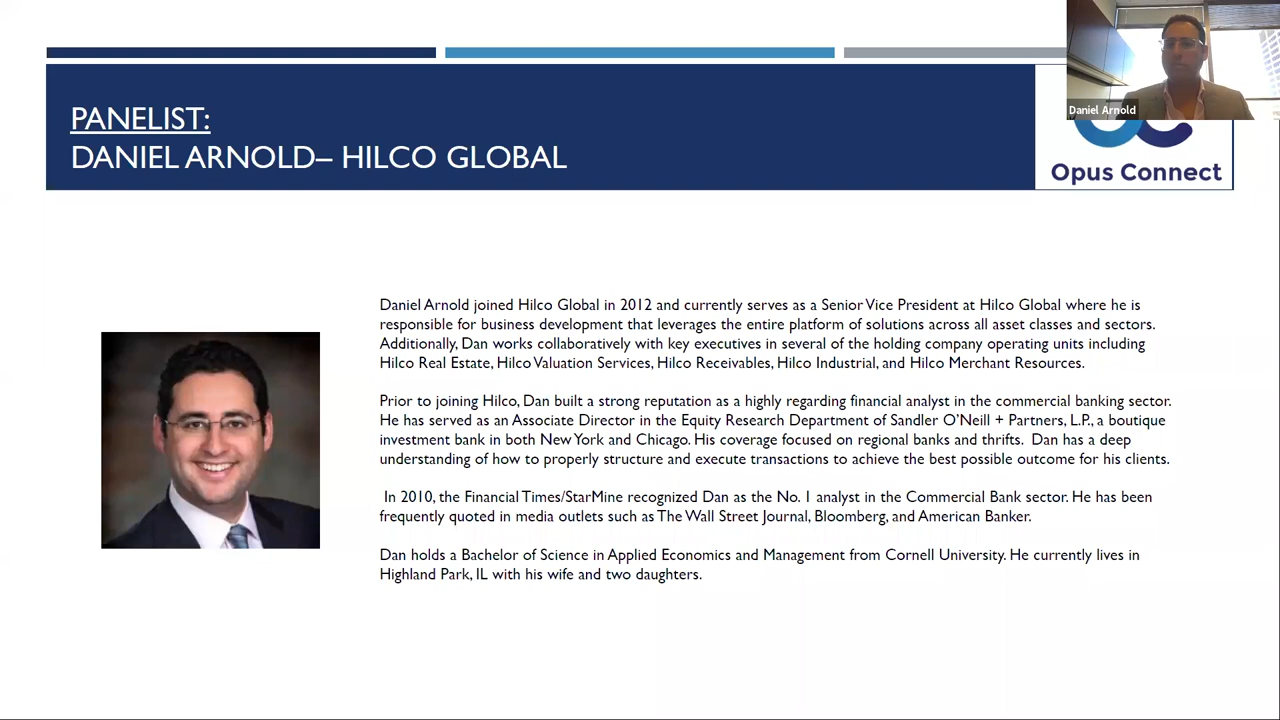 Daniel Arnold
PANELIST:
DANIEL ARNOLD– HILCO GLOBAL
Opus Connect
Daniel Arnold joined Hilco Global in 2012 and currently serves as a Senior Vice President at Hilco Global where he is
responsible for business development that leverages the entire platform of solutions across all asset classes and sectors.
Additionally, Dan works collaboratively with key executives in several of the holding company operating units including
Hilco Real Estate, Hilco Valuation Services, Hilco Receivables, Hilco Industrial, and Hilco Merchant Resources.
Prior to joining Hilco, Dan built a strong reputation as a highly regarding financial analyst in the commercial banking sector.
He has served as an Associate Director in the Equity Research Department of Sandler O'Neill + Partners, L.P., a boutique
investment bank in both New York and Chicago. His coverage focused on regional banks and thrifts. Dan has a deep
understanding of how to properly structure and execute transactions to achieve the best possible outcome for his clients.
In 2010, the Financial Times/StarMine recognized Dan as the No. 1 analyst in the Commercial Bank sector. He has been
frequently quoted in media outlets such as The Wall Street Journal, Bloomberg, and American Banker.
Dan holds a Bachelor of Science in Applied Economics and Management from Cornell University. He currently lives in
Highland Park, IL with his wife and two daughters.